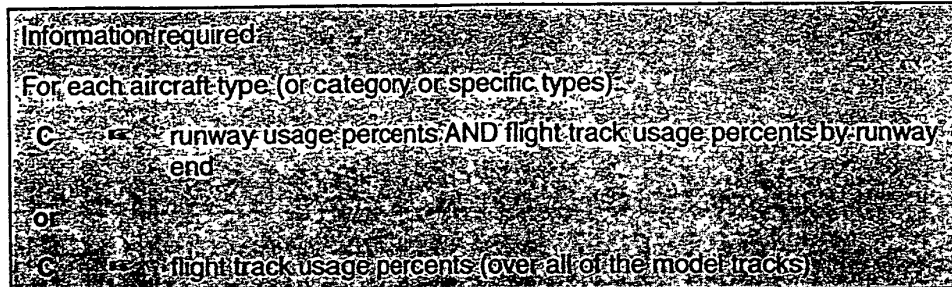 Information required
For each aircraft type (or category or specific types):
C ☞ runway usage percents AND flight track usage percents by runway
end
or
C ☞ flight track usage percents (over all of the model tracks)